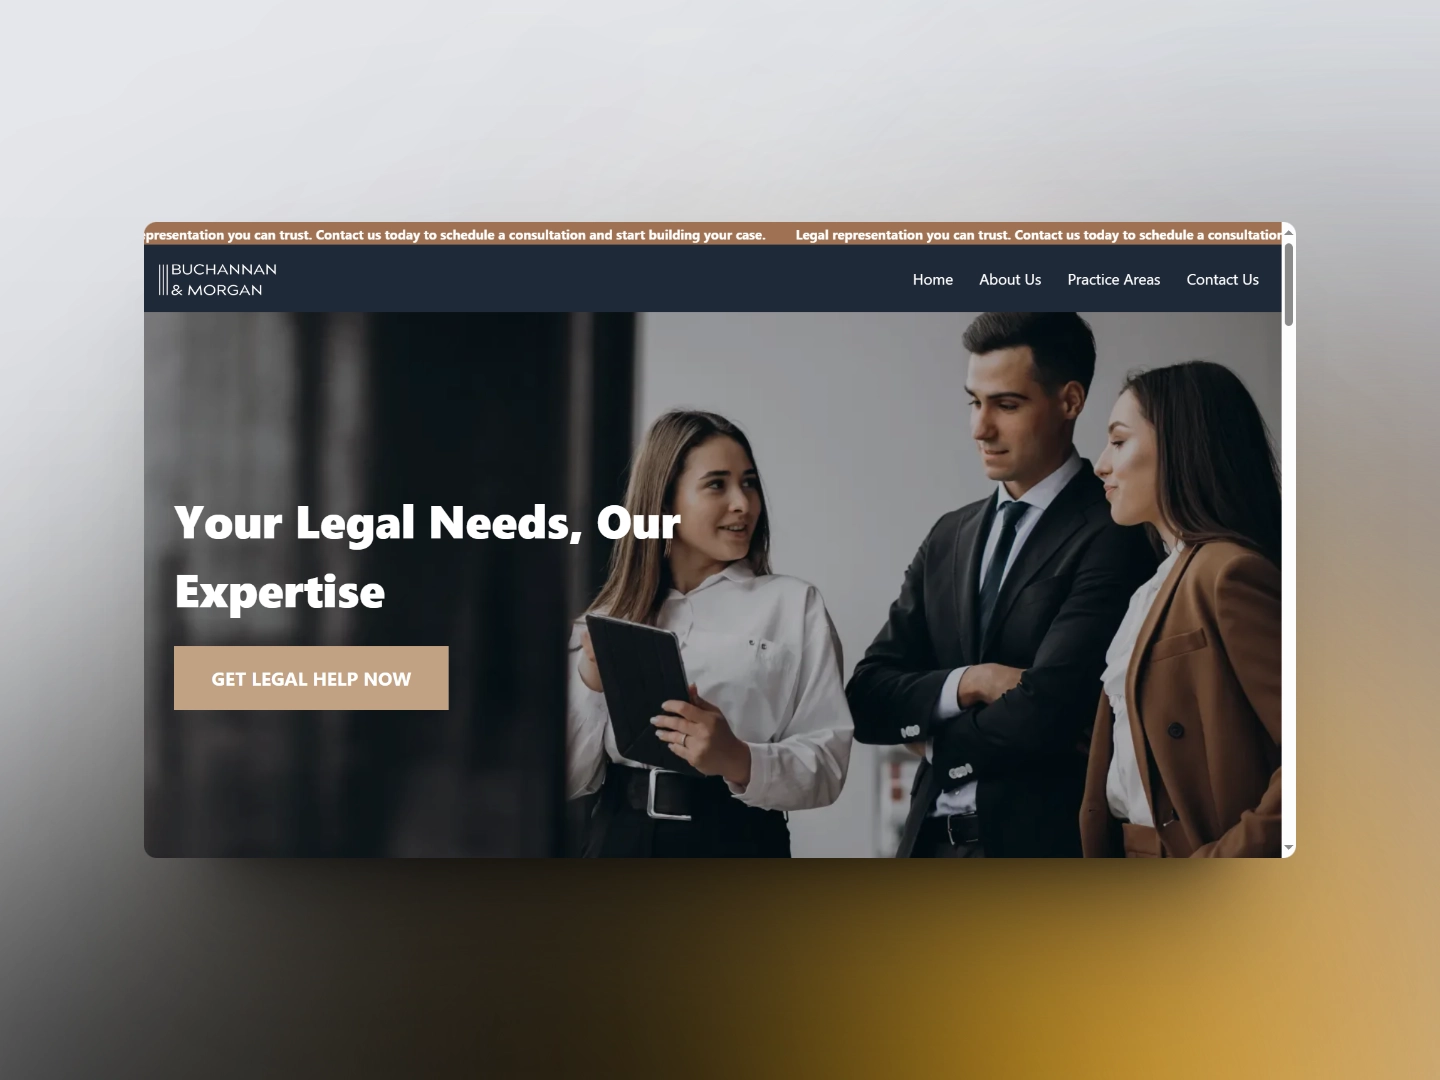 epresentation you can trust. Contact us today to schedule a consultation and start building your case. Legal representation you can trust. Contact us today to schedule a consultation
BUCHANNAN
& MORGAN
Home About Us Practice Areas Contact Us
Your Legal Needs, Our
Expertise
GET LEGAL HELP NOW